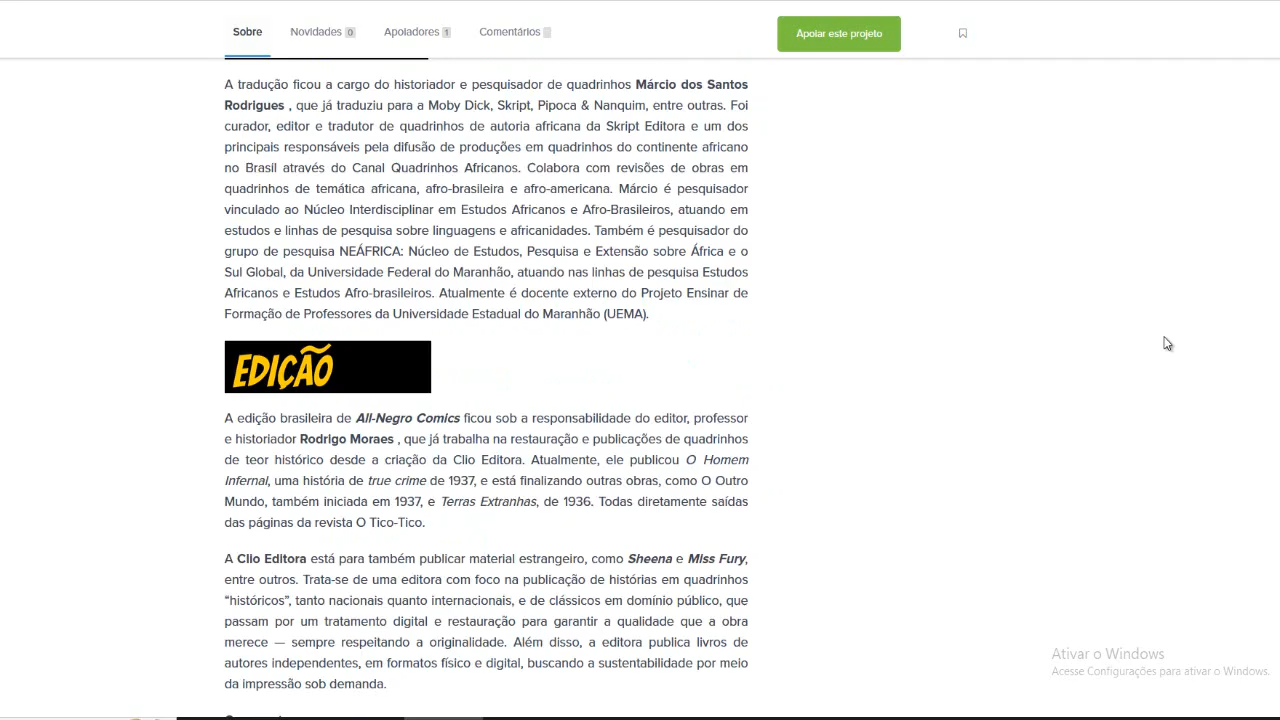 Sobre Novidades 0 Apoiadores 1 Comentários Apoiar este projeto
A tradução ficou a cargo do historiador e pesquisador de quadrinhos Márcio dos Santos
Rodrigues , que já traduziu para a Moby Dick, Skript, Pipoca & Nanquim, entre outras. Foi
curador, editor e tradutor de quadrinhos de autoria africana da Skript Editora e um dos
principais responsáveis pela difusão de produções em quadrinhos do continente africano
no Brasil através do Canal Quadrinhos Africanos. Colabora com revisões de obras em
quadrinhos de temática africana, afro-brasileira e afro-americana. Márcio é pesquisador
vinculado ao Núcleo Interdisciplinar em Estudos Africanos e Afro-Brasileiros, atuando em
estudos e linhas de pesquisa sobre linguagens e africanidades. Também é pesquisador do
grupo de pesquisa NEÁFRICA: Núcleo de Estudos, Pesquisa e Extensão sobre África e o
Sul Global, da Universidade Federal do Maranhão, atuando nas linhas de pesquisa Estudos
Africanos e Estudos Afro-brasileiros. Atualmente é docente externo do Projeto Ensinar de
Formação de Professores da Universidade Estadual do Maranhão (UEMA).
EDIÇÃO
A edição brasileira de All-Negro Comics ficou sob a responsabilidade do editor, professor
e historiador Rodrigo Moraes , que já trabalha na restauração e publicações de quadrinhos
de teor histórico desde a criação da Clio Editora. Atualmente, ele publicou O Homem
Infernal, uma história de true crime de 1937, e está finalizando outras obras, como O Outro
Mundo, também iniciada em 1937, e Terras Extranhas, de 1936. Todas diretamente saídas
das páginas da revista O Tico-Tico.
A Clio Editora está para também publicar material estrangeiro, como Sheena e Miss Fury,
entre outros. Trata-se de uma editora com foco na publicação de histórias em quadrinhos
“históricos”, tanto nacionais quanto internacionais, e de clássicos em domínio público, que
passam por um tratamento digital e restauração para garantir a qualidade que a obra
merece — sempre respeitando a originalidade. Além disso, a editora publica livros de
autores independentes, em formatos físico e digital, buscando a sustentabilidade por meio
da impressão sob demanda.
Ativar o Windows
Acesse Configurações para ativar o Windows.